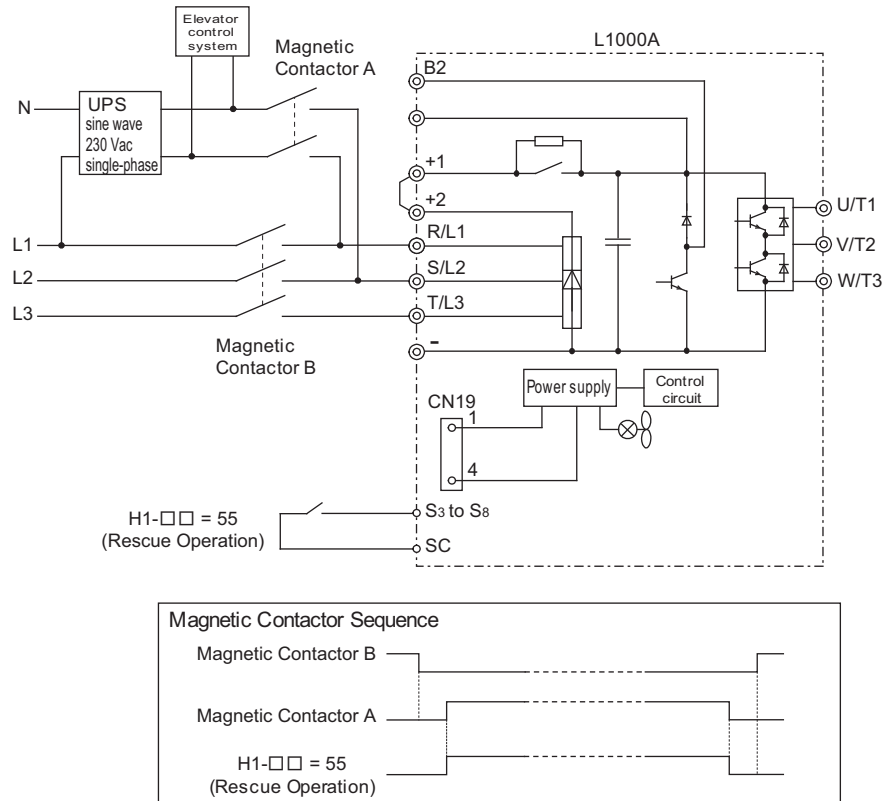 Elevator
control
system
Magnetic
Contactor A
L1000A
B2
N
UPS
sine wave
230 Vac
single-phase
+1
+2
U/T1
L1
R/L1
V/T2
L2
S/L2
W/T3
L3
T/L3
-
Magnetic
Contactor B
Power supply
Control
circuit
CN19
1
4
H1-□□ = 55
(Rescue Operation)
S3 to S8
SC
Magnetic Contactor Sequence
Magnetic Contactor B
Magnetic Contactor A
H1-□□ = 55
(Rescue Operation)